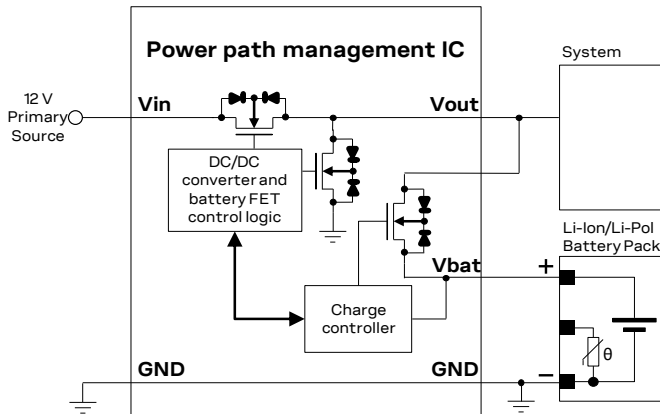 Power path management IC
System
12 V
Primary
Source
Vin
Vout
DC/DC
converter and
battery FET
control logic
Li-Ion/Li-Pol
Battery Pack
Vbat
+
Charge
controller
θ
GND
GND
−